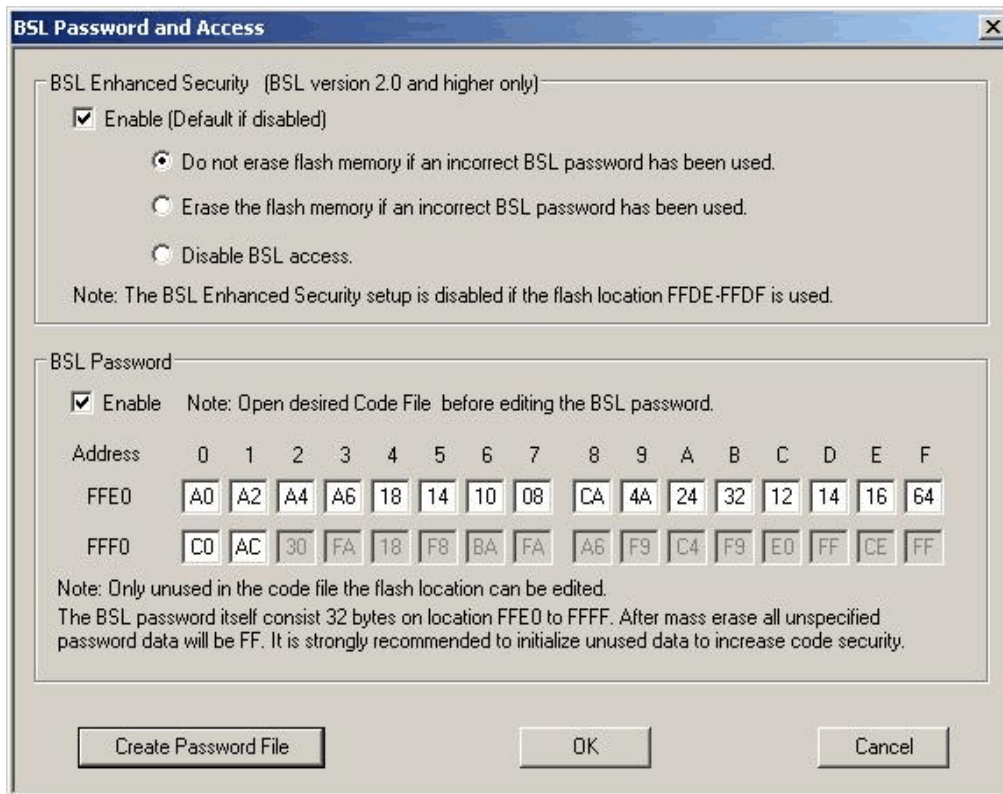 BSL Password and Access
BSL Enhanced Security (BSL version 2.0 and higher only)
Enable (Default if disabled)
Do not erase flash memory if an incorrect BSL password has been used.
Erase the flash memory if an incorrect BSL password has been used.
Disable BSL access.
Note: The BSL Enhanced Security setup is disabled if the flash location FFDE-FFDF is used.
BSL Password
Enable Note: Open desired Code File before editing the BSL password.
Address 0 1 2 3 4 5 6 7 8 9 A B C D E F
FFE0 A0 A2 A4 A6 18 14 10 08 CA 4A 24 32 12 14 16 64
FFF0 C0 AC 30 FA 18 F8 BA FA A6 F9 C4 F9 E0 FF CE FF
Note: Only unused in the code file the flash location can be edited.
The BSL password itself consist 32 bytes on location FFE0 to FFFF. After mass erase all unspecified
password data will be FF. It is strongly recommended to initialize unused data to increase code security.
Create Password File OK Cancel